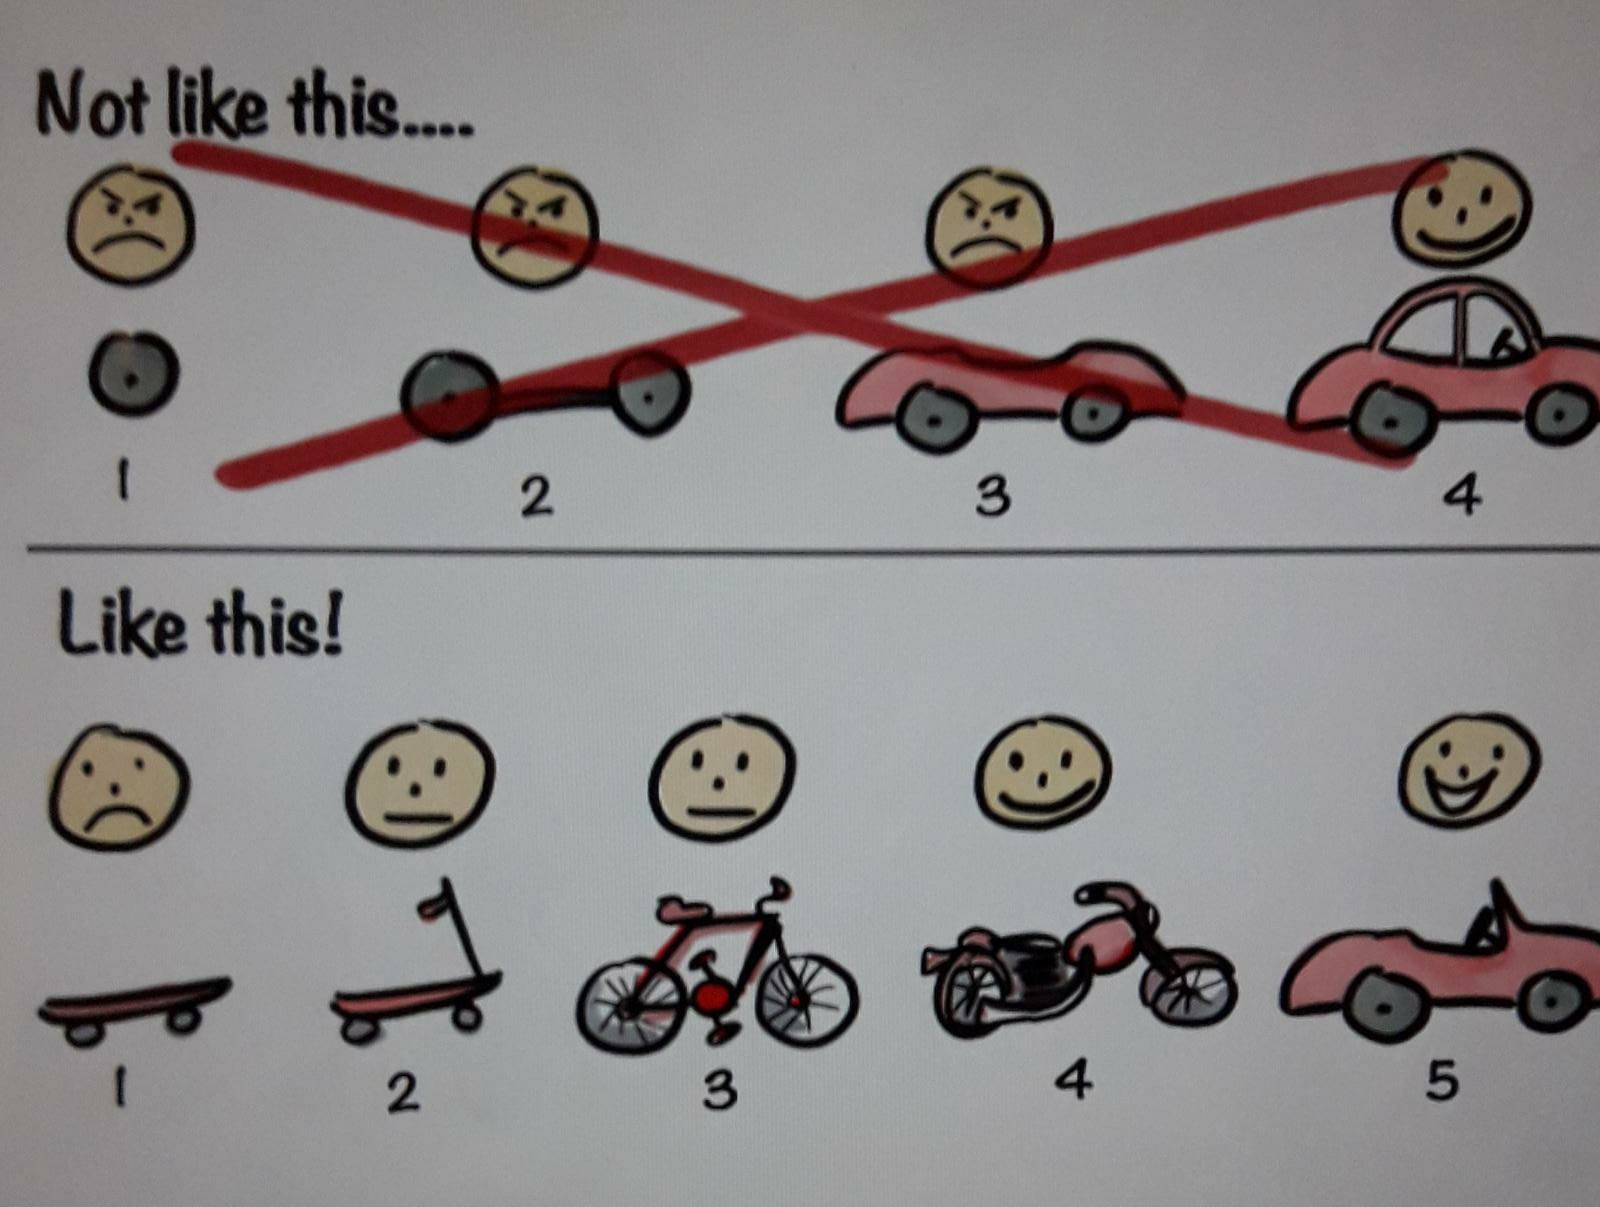 Not like this....
1 2 3 4
Like this!
1 2 3 4 5